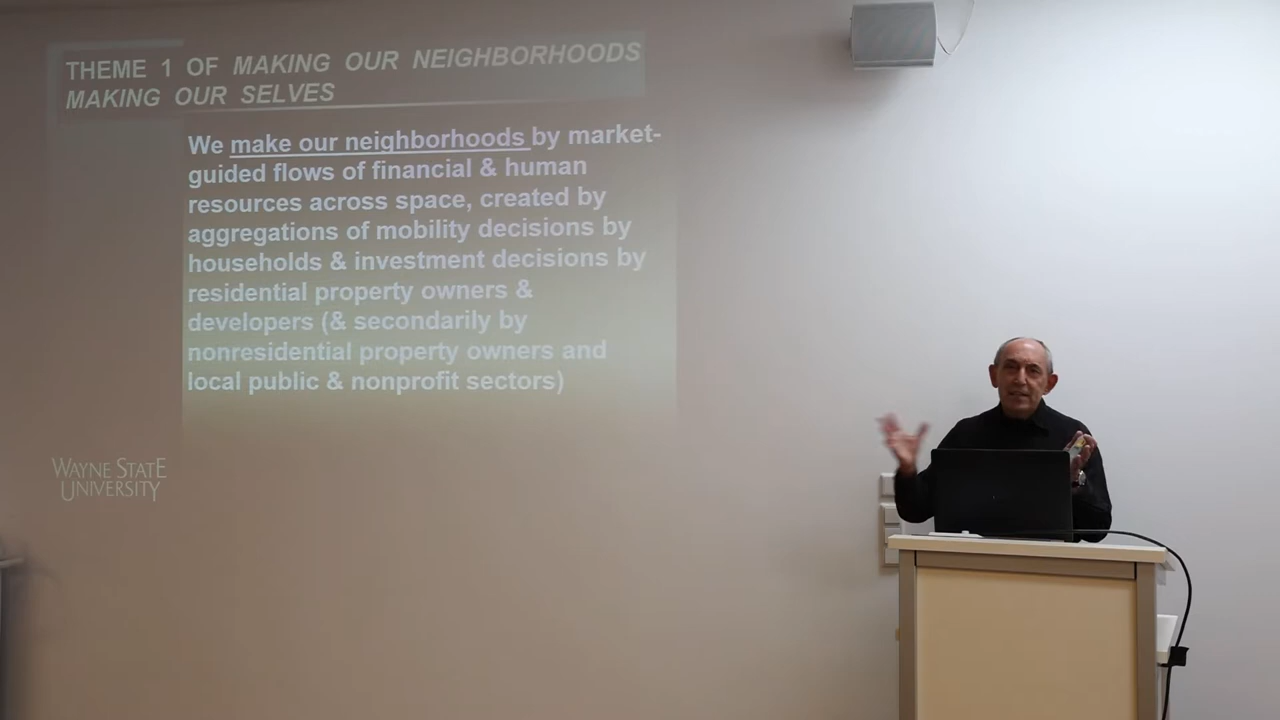 THEME 1 OF MAKING OUR NEIGHBORHOODS
MAKING OUR SELVES
We make our neighborhoods by market-
guided flows of financial & human
resources across space, created by
aggregations of mobility decisions by
households & investment decisions by
residential property owners &
developers (& secondarily by
nonresidential property owners and
local public & nonprofit sectors)
WAYNE STATE
UNIVERSITY